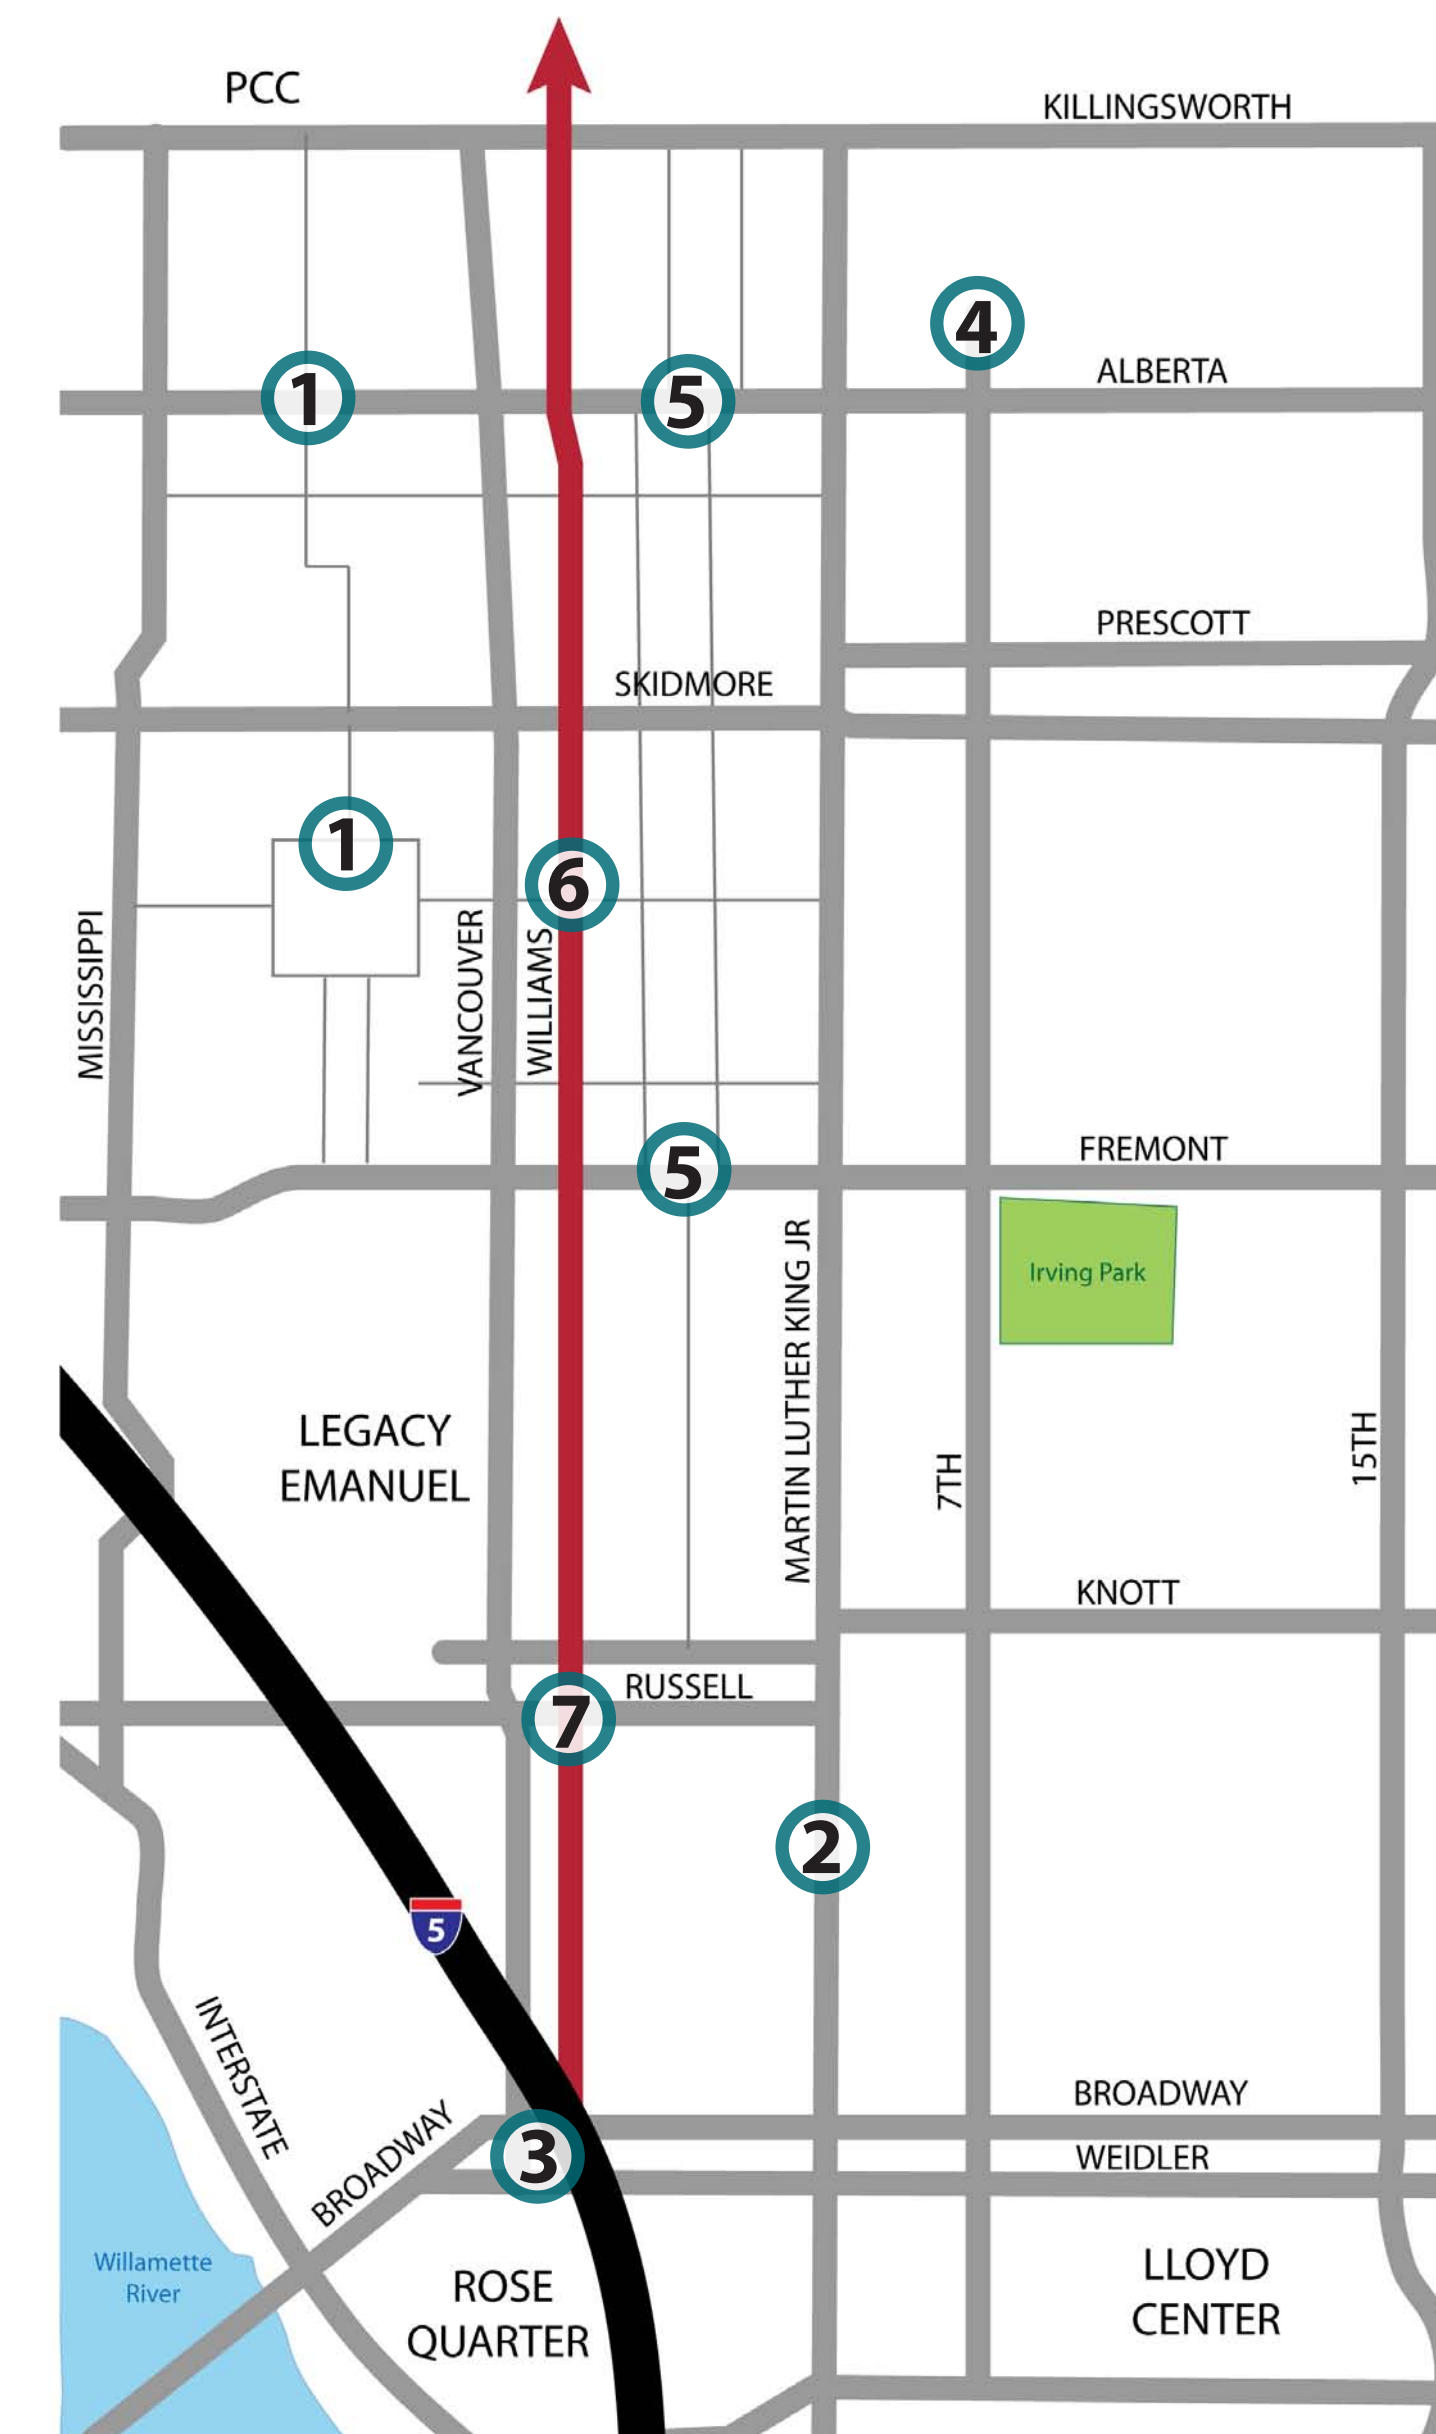 PCC
KILLINGSWORTH
4
ALBERTA
1
5
PRESCOTT
SKIDMORE
1
6
MISSISSIPPI
VANCOUVER
WILLIAMS
FREMONT
5
Irving Park
MARTIN LUTHER KING JR
LEGACY
EMANUEL
7TH
15TH
KNOTT
RUSSELL
7
2
5
INTERSTATE
BROADWAY
BROADWAY
WEIDLER
3
Willamette
River
ROSE
QUARTER
LLOYD
CENTER